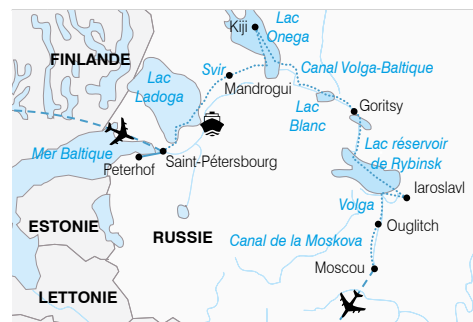 Kiji
Lac
Onega
FINLANDE
Lac
Ladoga
Svir
Canal Volga-Baltique
Mandrogui
Lac
Blanc
Goritsy
Mer Baltique
Saint-Pétersbourg
Peterhof
Lac réservoir
de Rybinsk
Iaroslavl
Volga
ESTONIE
RUSSIE
Ouglitch
Canal de la Moskova
Moscou
LETTONIE